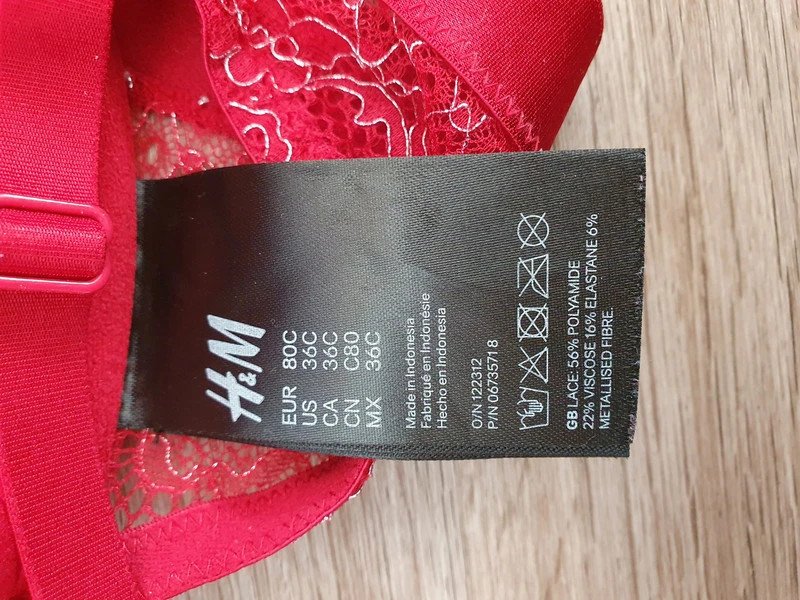 H&M
EUR 80C
US 36C
CA 36C
CN C80
MX 36C
Made in Indonesia
Fabriqué en Indonésie
Hecho en Indonesia
O/N 122312
P/N 0673571 8
GB LACE: 56% POLYAMIDE
22% VISCOSE 16% ELASTANE 6%
METALLISED FIBRE.